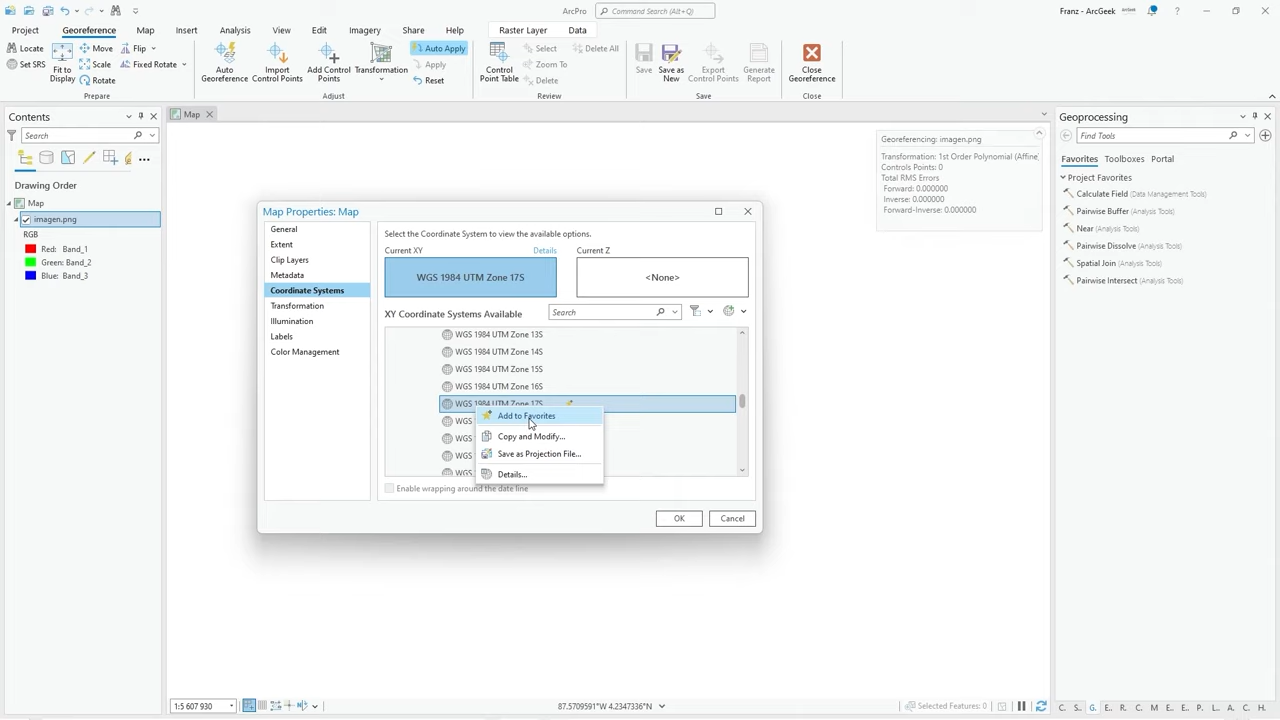 ArcPro
Command Search (Alt+Q)
Franz - ArcGeek
Project
Georeference
Map
Insert
Analysis
View
Edit
Imagery
Share
Help
Raster Layer
Data
Locate
Set SRS
Fit to Display
Move
Scale
Rotate
Flip
Fixed Rotate
Prepare
Auto Georeference
Import Control Points
Add Control Points
Transformation
Auto Apply
Apply
Reset
Adjust
Control Point Table
Select
Zoom To
Delete
Delete All
Review
Save
Save as New
Export Control Points
Generate Report
Save
Close Georeference
Close
Contents
Search
Drawing Order
Map
imagen.png
RGB
Red: Band_1
Green: Band_2
Blue: Band_3
Map
Georeferencing: imagen.png
Transformation: 1st Order Polynomial (Affine)
Controls Points: 0
Total RMS Errors
Forward: 0.000000
Inverse: 0.000000
Forward-Inverse: 0.000000
Map Properties: Map
General
Extent
Clip Layers
Metadata
Coordinate Systems
Transformation
Illumination
Labels
Color Management
Select the Coordinate System to view the available options.
Current XY
Details
Current Z
WGS 1984 UTM Zone 17S
<None>
XY Coordinate Systems Available
Search
WGS 1984 UTM Zone 13S
WGS 1984 UTM Zone 14S
WGS 1984 UTM Zone 15S
WGS 1984 UTM Zone 16S
WGS 1984 UTM Zone 17S
WGS
WGS
WGS
WGS
Add to Favorites
Copy and Modify...
Save as Projection File...
Details...
Enable wrapping around the date line
OK
Cancel
Geoprocessing
Find Tools
Favorites
Toolboxes
Portal
Project Favorites
Calculate Field (Data Management Tools)
Pairwise Buffer (Analysis Tools)
Near (Analysis Tools)
Pairwise Dissolve (Analysis Tools)
Spatial Join (Analysis Tools)
Pairwise Intersect (Analysis Tools)
1:5 607 930
87.5709591°W 4.2347336°N
Selected Features: 0
C... S... G... E... R... C... M... E... P... L... A... C... H...